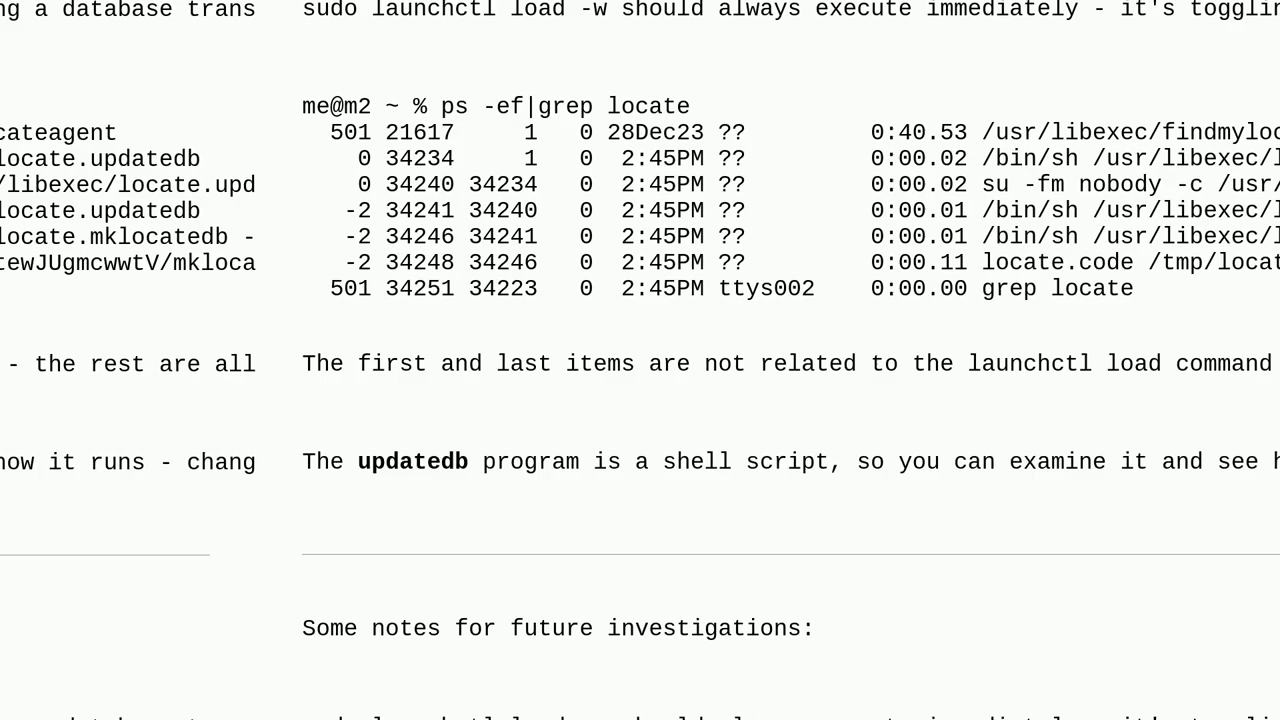 ng a database trans
sudo launchctl load -w should always execute immediately - it's
me@m2 ~ % ps -ef|grep locate
cateagent
501 21617 1 0 28Dec23 ?? 0:40.53 /usr/libexec/findmyloc
locate.updatedb
0 34234 1 0 2:45PM ?? 0:00.02 /bin/sh /usr/libexec/l
/libexec/locate.upd
0 34240 34234 0 2:45PM ?? 0:00.02 su -fm nobody -c /usr/
locate.updatedb
-2 34241 34240 0 2:45PM ?? 0:00.01 /bin/sh /usr/libexec/l
locate.mklocatedb -
-2 34246 34241 0 2:45PM ?? 0:00.01 /bin/sh /usr/libexec/l
tewJUgmcwwtV/mkloca
-2 34248 34246 0 2:45PM ?? 0:00.11 locate.code /tmp/locat
501 34251 34223 0 2:45PM ttys002 0:00.00 grep locate
- the rest are all
The first and last items are not related to the launchctl load command
how it runs - chang
The updatedb program is a shell script, so you can examine it and see h
Some notes for future investigations: